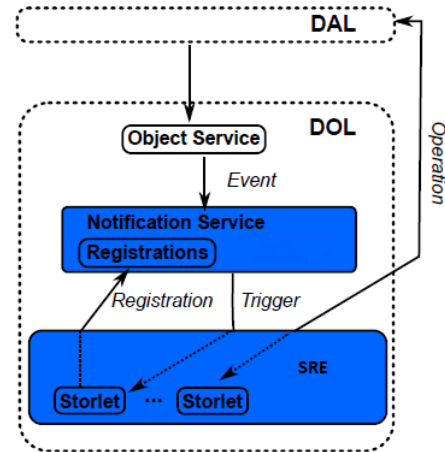 DAL
DOL
Object Service
Operation
Event
Notification Service
Registrations
Registration
Trigger
SRE
Storlet
...
Storlet